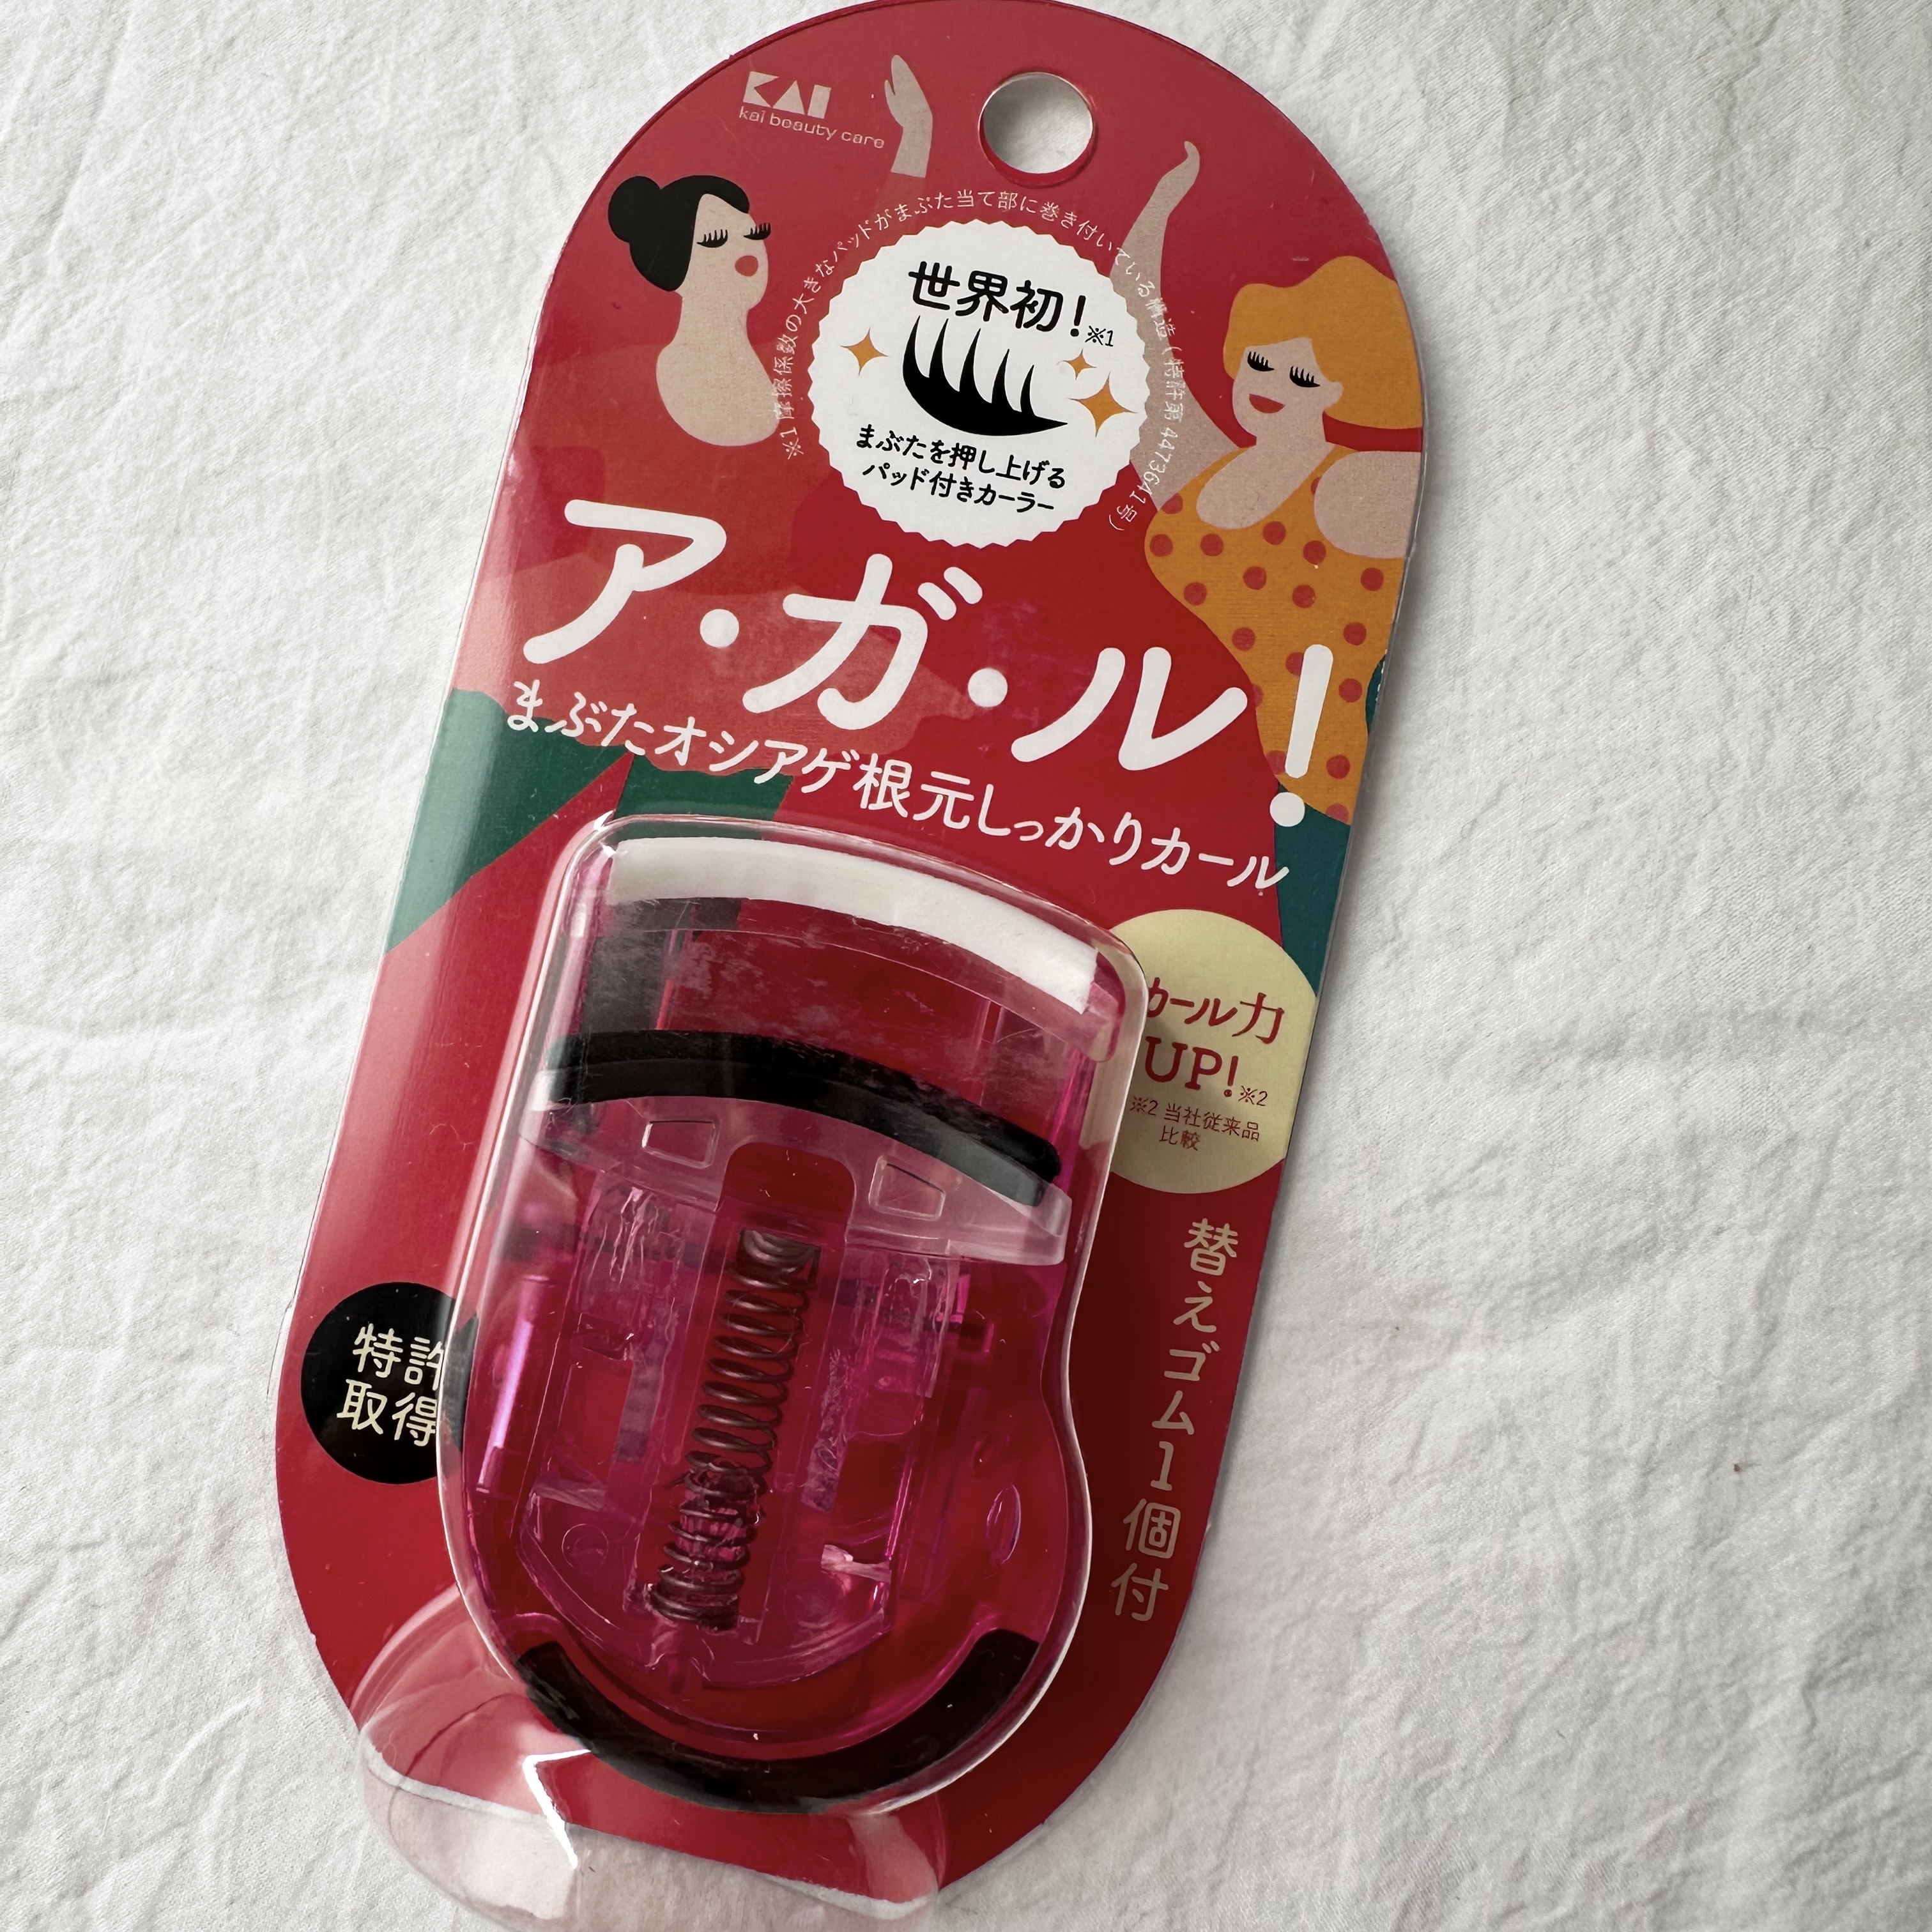 KAI
kai beauty care
※1 摩擦係数の大きなパッドがまぶた当て部に巻き付いている構造(特許第4473641号)
世界初!※1
まぶたを押し上げる
パッド付きカーラー
ア・ガ・ル!
まぶたオシアゲ根元しっかりカール
カール力
UP!※2
※2 当社従来品
比較
特許
取得
替えゴム1個付